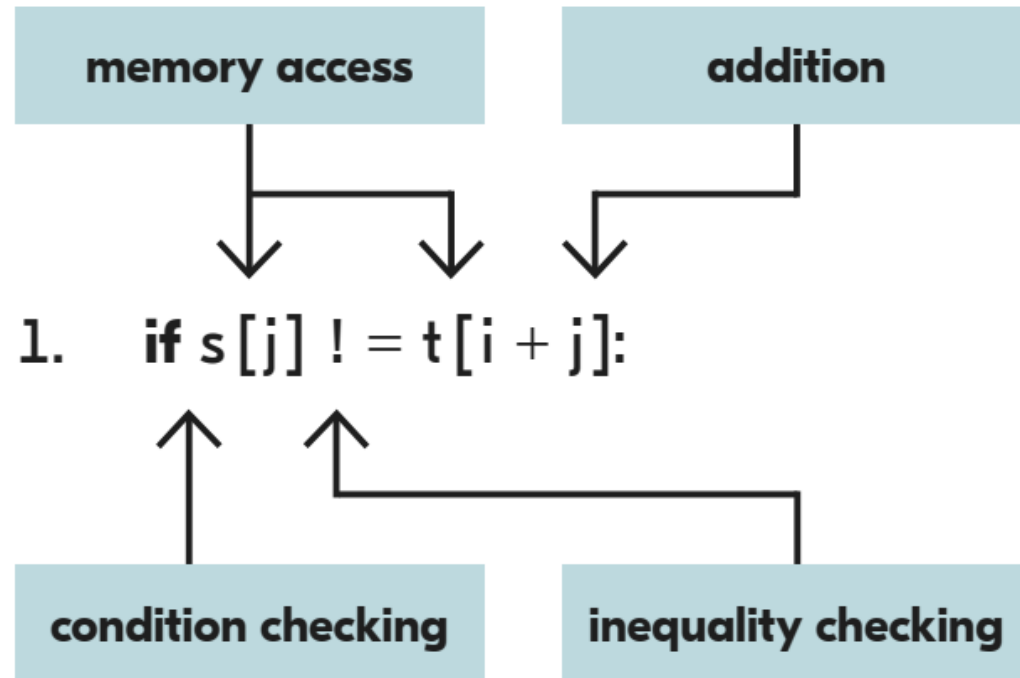 memory access addition
1. if s[j] != t[i + j]:
condition checking inequality checking